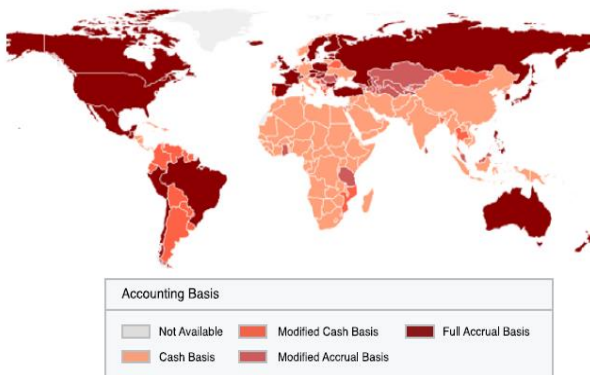 Accounting Basis
Not Available Modified Cash Basis Full Accrual Basis
Cash Basis Modified Accrual Basis